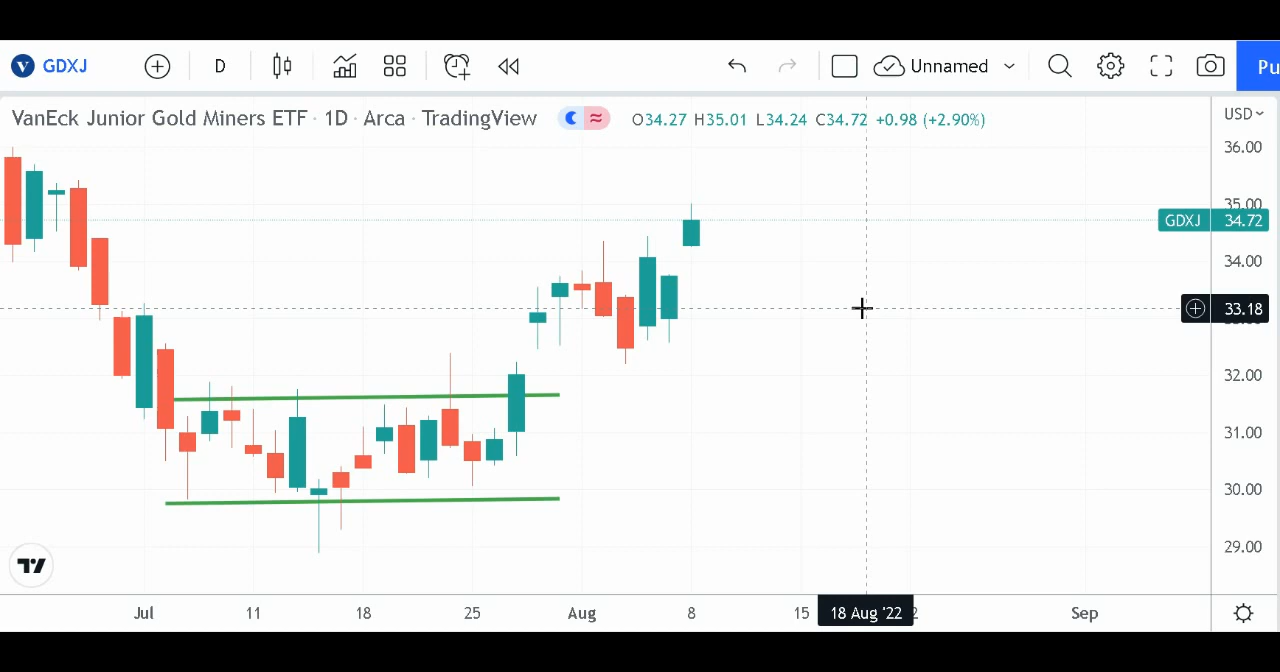 V GDXJ D Unnamed Pu
VanEck Junior Gold Miners ETF · 1D · Arca · TradingView O34.27 H35.01 L34.24 C34.72 +0.98 (+2.90%) USD
36.00
35.00
GDXJ 34.72
34.00
33.18
32.00
31.00
30.00
29.00
Jul 11 18 25 Aug 8 15 18 Aug '22 2 Sep